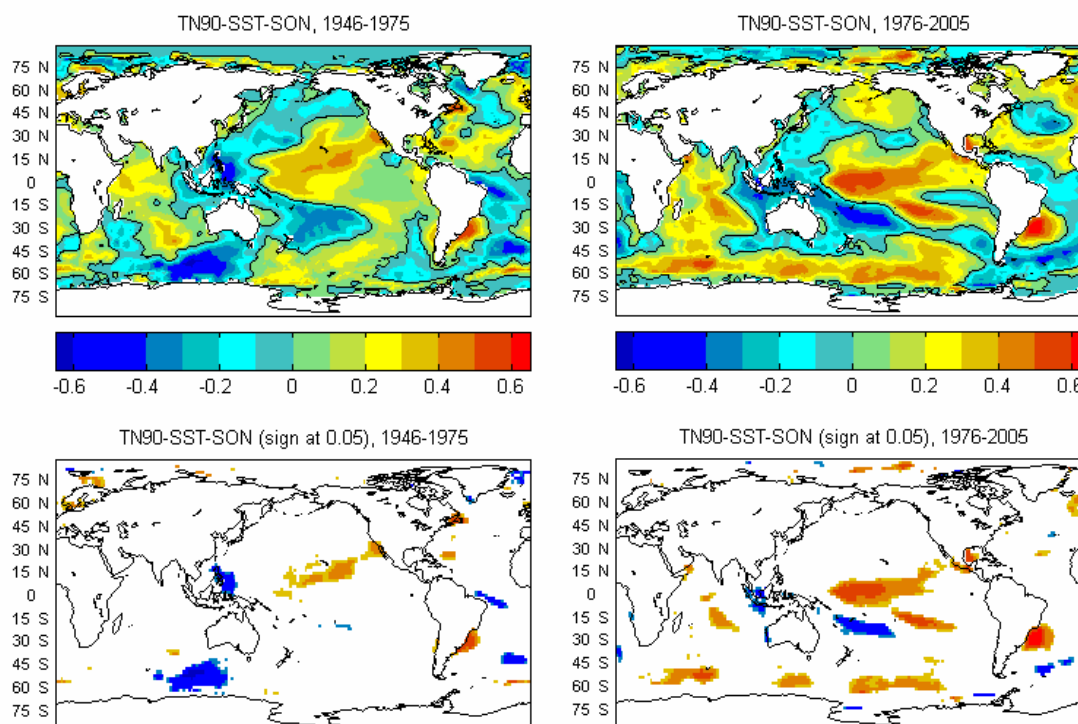 TN90-SST-SON, 1946-1975
75 N
60 N
45 N
30 N
15 N
0
15 S
30 S
45 S
60 S
75 S
-0.6 -0.4 -0.2 0 0.2 0.4 0.6
TN90-SST-SON, 1976-2005
75 N
60 N
45 N
30 N
15 N
0
15 S
30 S
45 S
60 S
75 S
-0.6 -0.4 -0.2 0 0.2 0.4 0.6
TN90-SST-SON (sign at 0.05), 1946-1975
75 N
60 N
45 N
30 N
15 N
0
15 S
30 S
45 S
60 S
75 S
TN90-SST-SON (sign at 0.05), 1976-2005
75 N
60 N
45 N
30 N
15 N
0
15 S
30 S
45 S
60 S
75 S